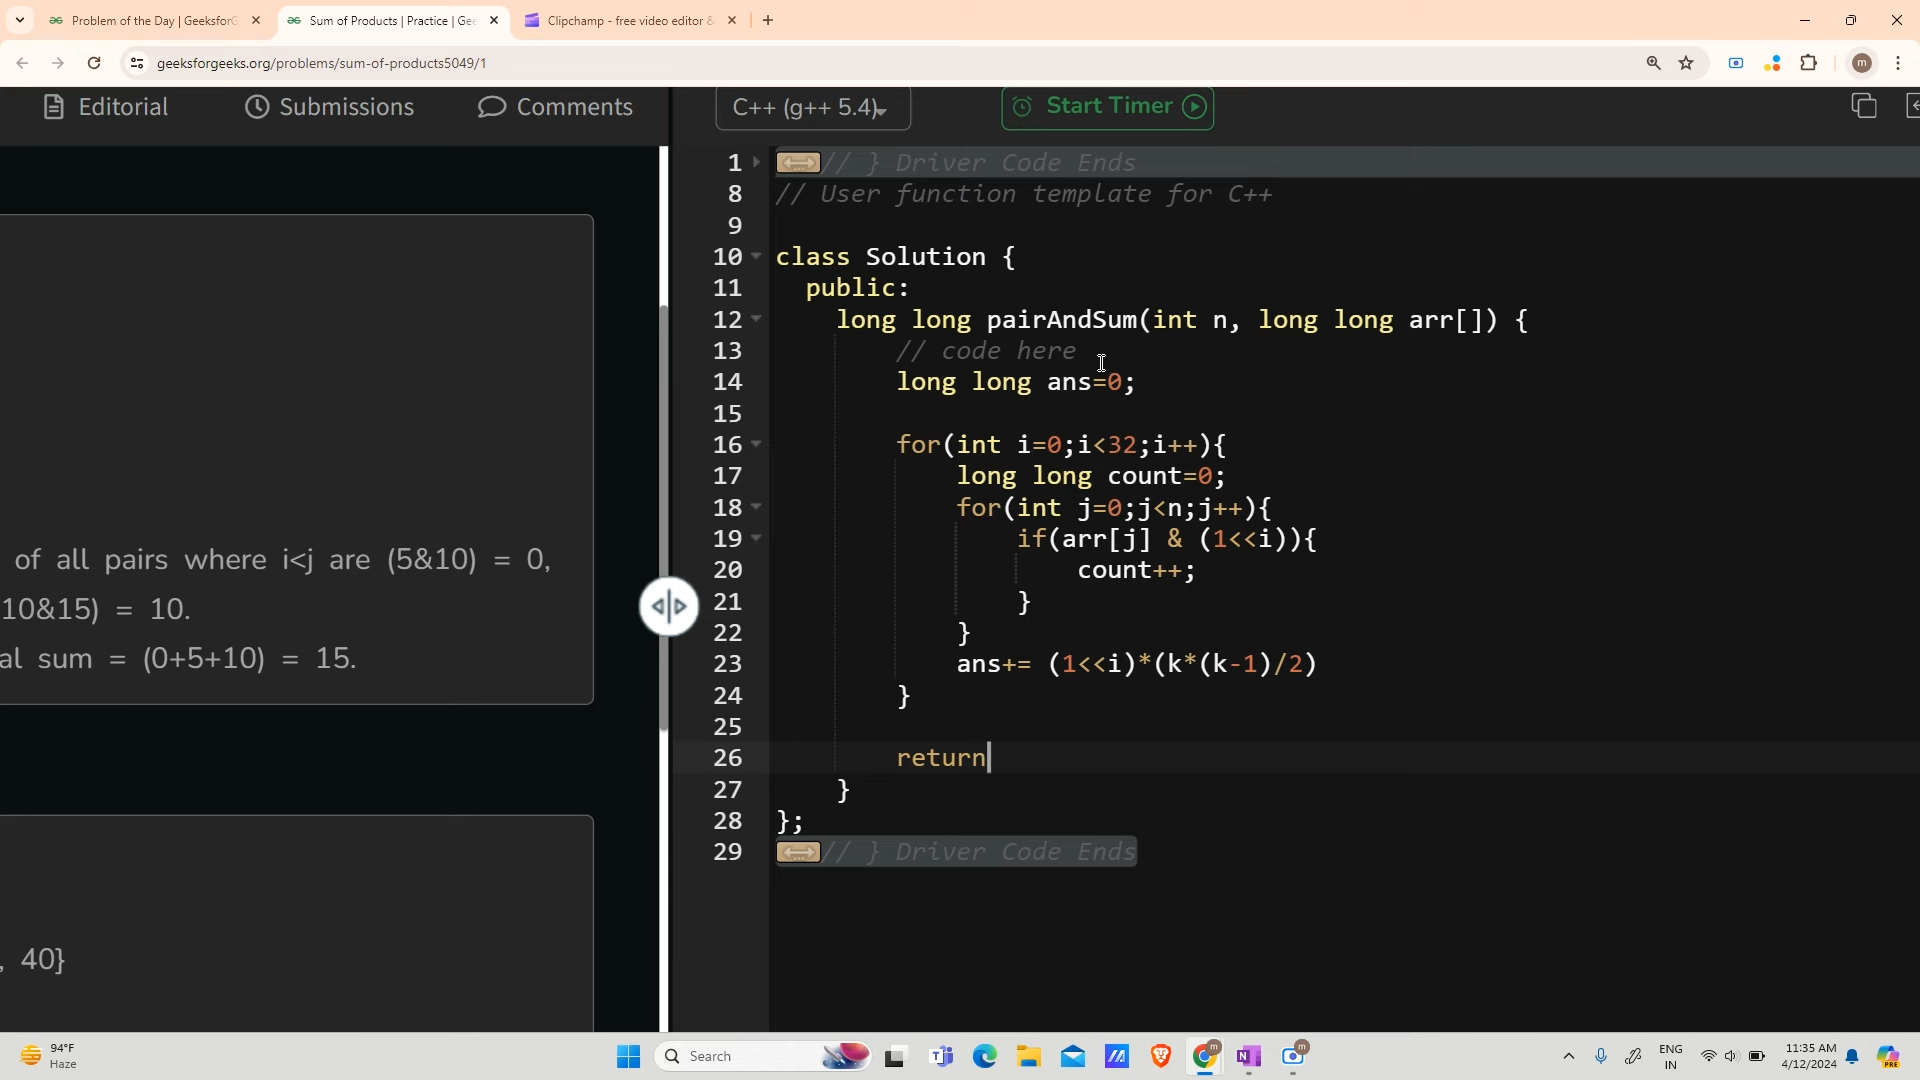 Problem of the Day | GeeksforG
Sum of Products | Practice | Gee
Clipchamp - free video editor &
geeksforgeeks.org/problems/sum-of-products5049/1
m
Editorial
Submissions
Comments
C++ (g++ 5.4)
Start Timer
of all pairs where i<j are (5&10) = 0,
10&15) = 10.
al sum = (0+5+10) = 15.
, 40}
1 // } Driver Code Ends
8 // User function template for C++
9
10 class Solution {
11 public:
12 long long pairAndSum(int n, long long arr[]) {
13 // code here
14 long long ans=0;
15
16 for(int i=0;i<32;i++){
17 long long count=0;
18 for(int j=0;j<n;j++){
19 if(arr[j] & (1<<i)){
20 count++;
21 }
22 }
23 ans+= (1<<i)*(k*(k-1)/2)
24 }
25
26 return
27 }
28 };
29 // } Driver Code Ends
94°F
Haze
Search
m
m
ENG
IN
11:35 AM
4/12/2024
PRE